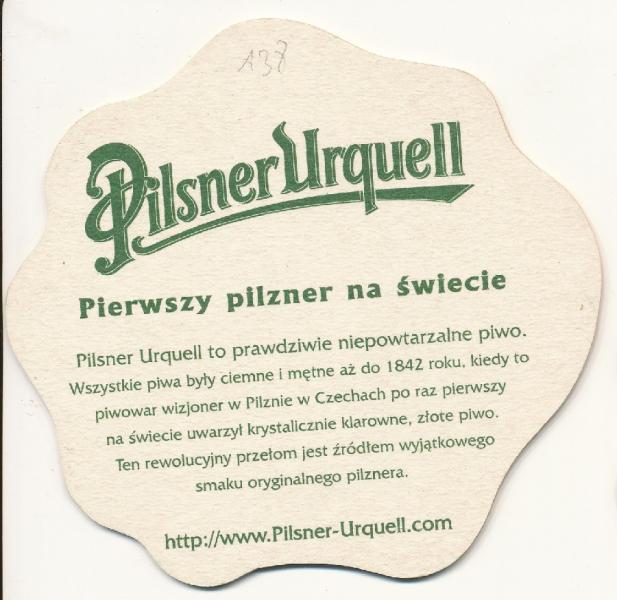 137
Pilsner Urquell
Pierwszy pilzner na świecie
Pilsner Urquell to prawdziwie niepowtarzalne piwo.
Wszystkie piwa były ciemne i mętne aż do 1842 roku, kiedy to
piwowar wizjoner w Pilznie w Czechach po raz pierwszy
na świecie uwarzył krystalicznie klarowne, złote piwo.
Ten rewolucyjny przełom jest źródłem wyjątkowego
smaku oryginalnego pilznera.
http://www.Pilsner-Urquell.com